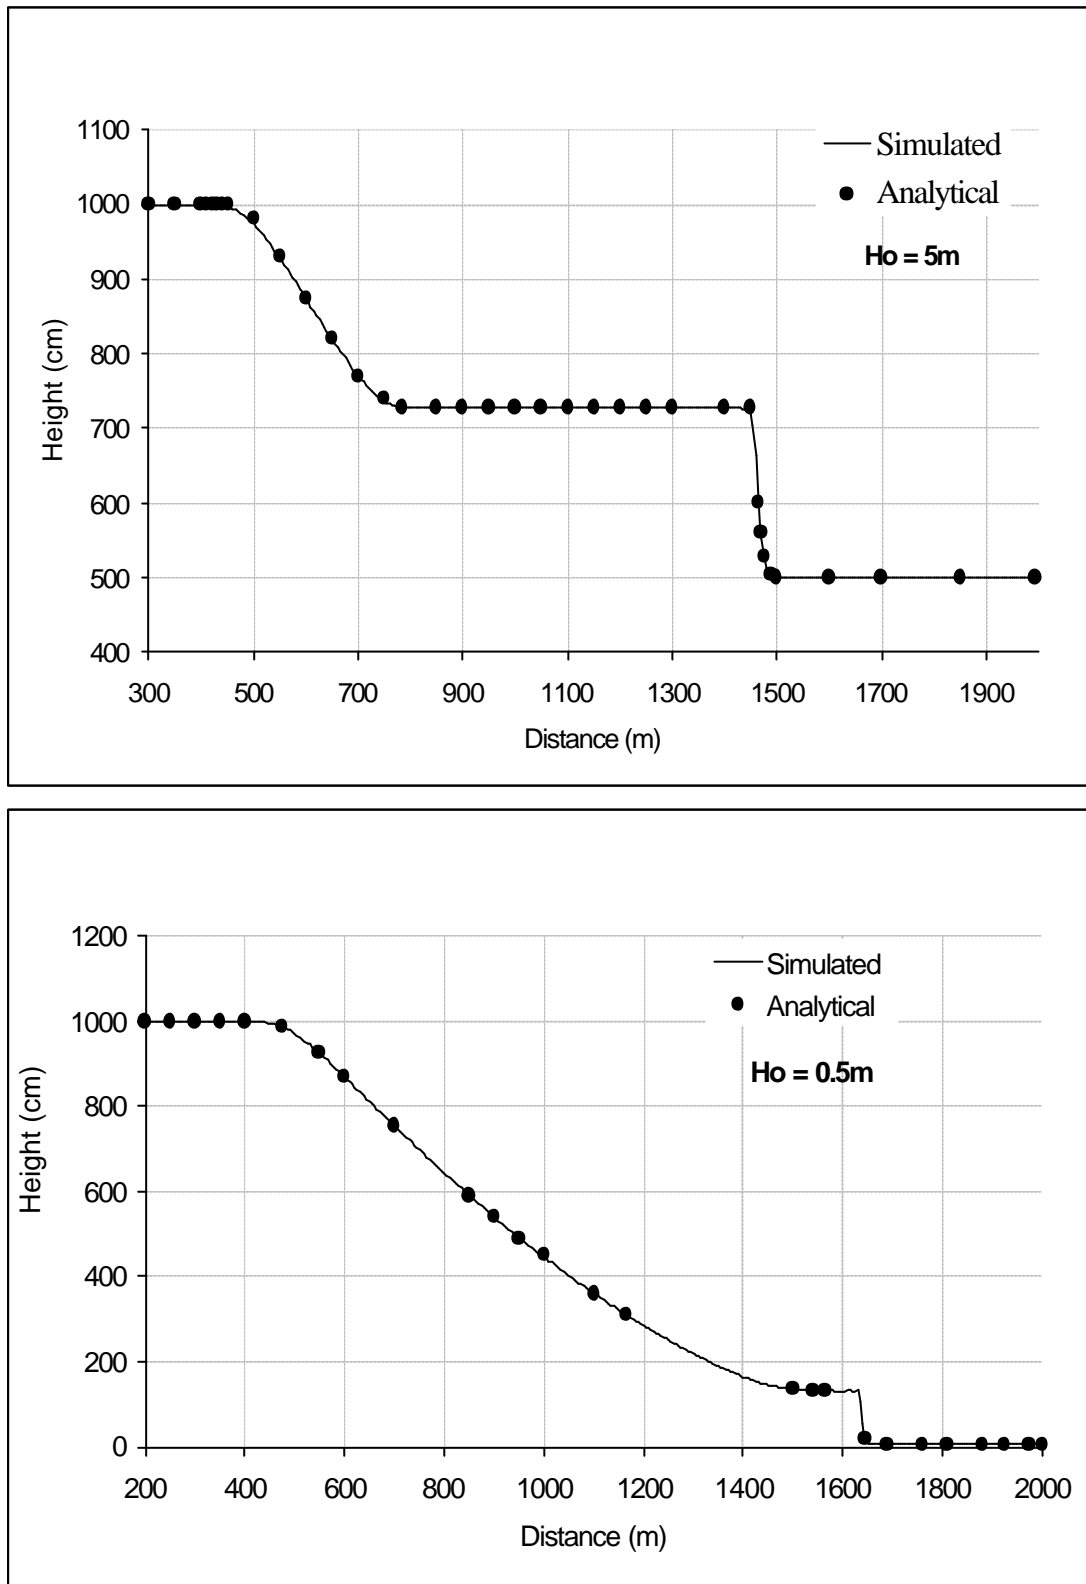 1100
1000
900
800
700
600
500
400
Height (cm)
Simulated
Analytical
Ho = 5m
300 500 700 900 1100 1300 1500 1700 1900
Distance (m)
1200
1000
800
600
400
200
0
Height (cm)
Simulated
Analytical
Ho = 0.5m
200 400 600 800 1000 1200 1400 1600 1800 2000
Distance (m)